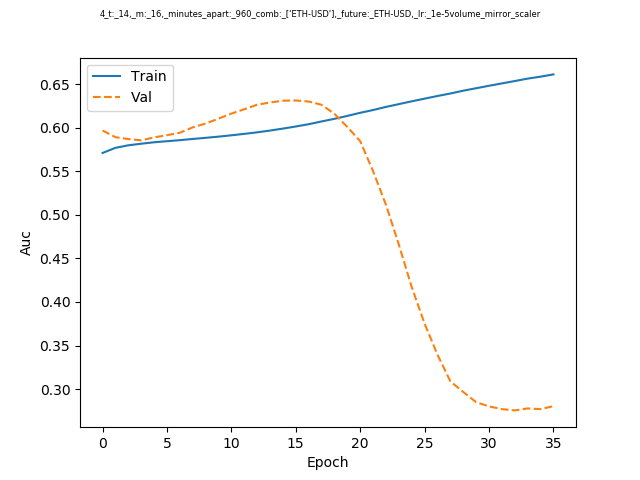 4_t:_14,_m:_16,_minutes_apart:_960_comb:_['ETH-USD'],_future:_ETH-USD,_lr:_1e-5volume_mirror_scaler
Train
Val
0.65
0.60
0.55
0.50
0.45
0.40
0.35
0.30
Auc
0 5 10 15 20 25 30 35
Epoch